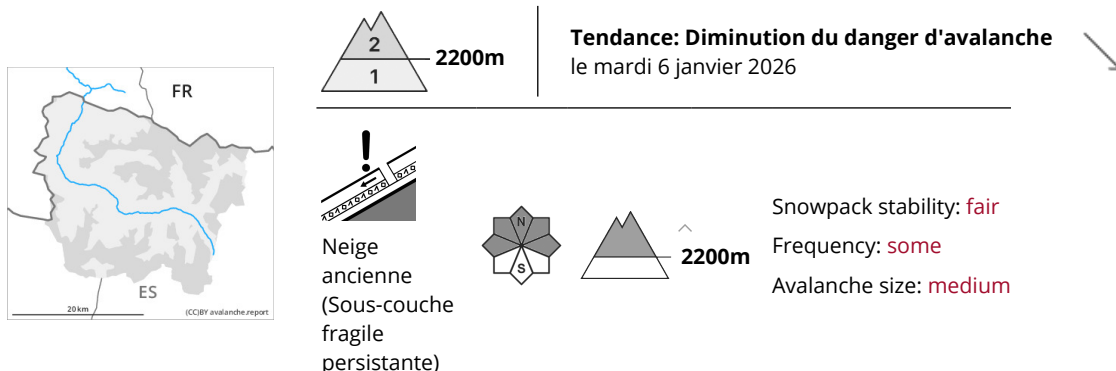 FR
ES
20 km
(CC)BY avalanche.report
2
1
2200m
Tendance: Diminution du danger d'avalanche
le mardi 6 janvier 2026
Neige
ancienne
(Sous-couche
fragile
persistante)
N
S
2200m
Snowpack stability: fair
Frequency: some
Avalanche size: medium